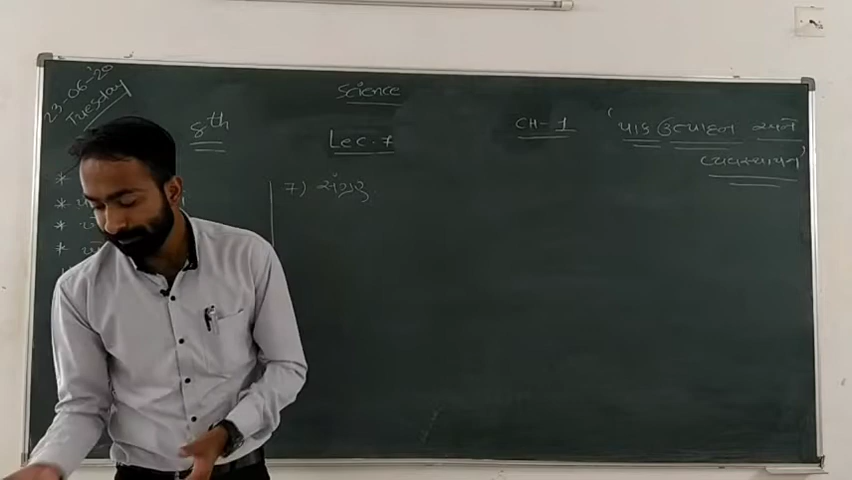 23-06-20
Tuesday
8th
Science
Lec-7
CH-1
'પાક ઉત્પાદન અને
વ્યવસ્થાપન'
7) સંગ્રહ
*
*
*
*